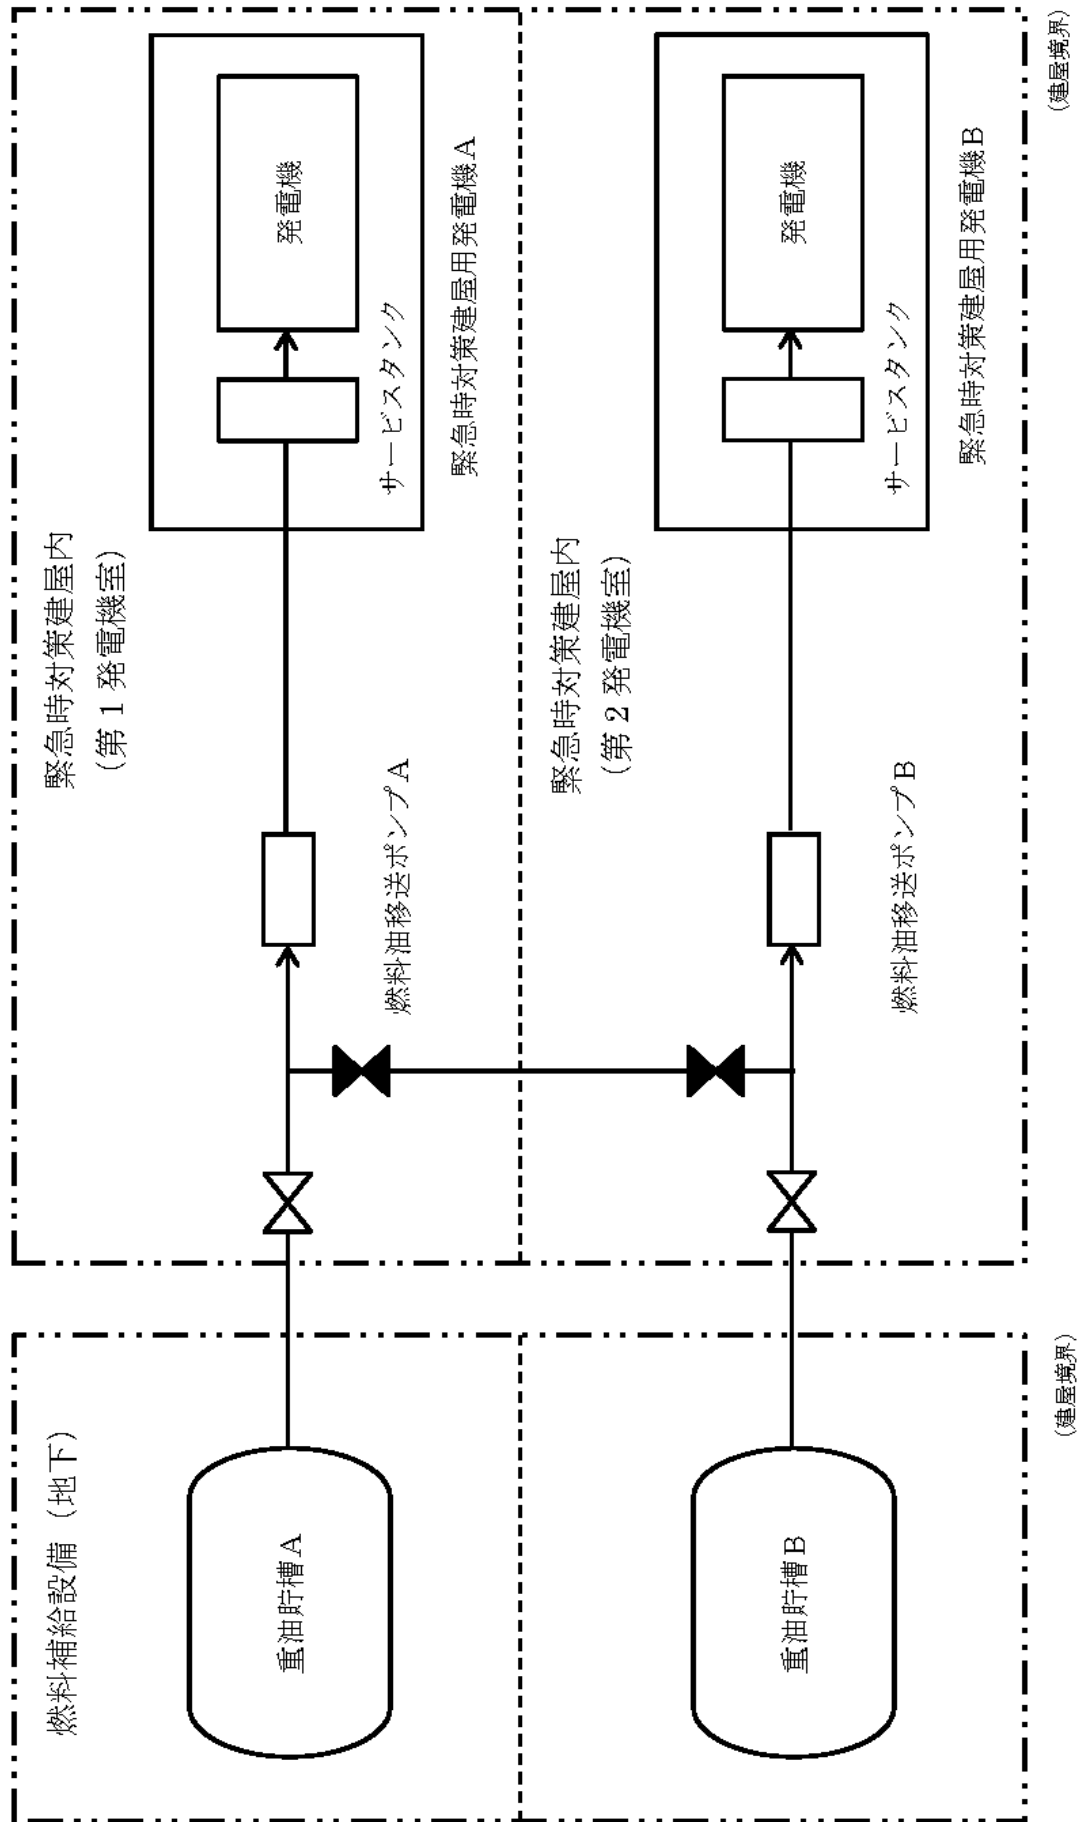 燃料補給設備（地下）
重油貯槽A
重油貯槽B
（建屋境界）
緊急時対策建屋内
（第１発電機室）
燃料油移送ポンプA
サービスタンク
発電機
緊急時対策建屋用発電機A
緊急時対策建屋内
（第２発電機室）
燃料油移送ポンプB
サービスタンク
発電機
緊急時対策建屋用発電機B
（建屋境界）